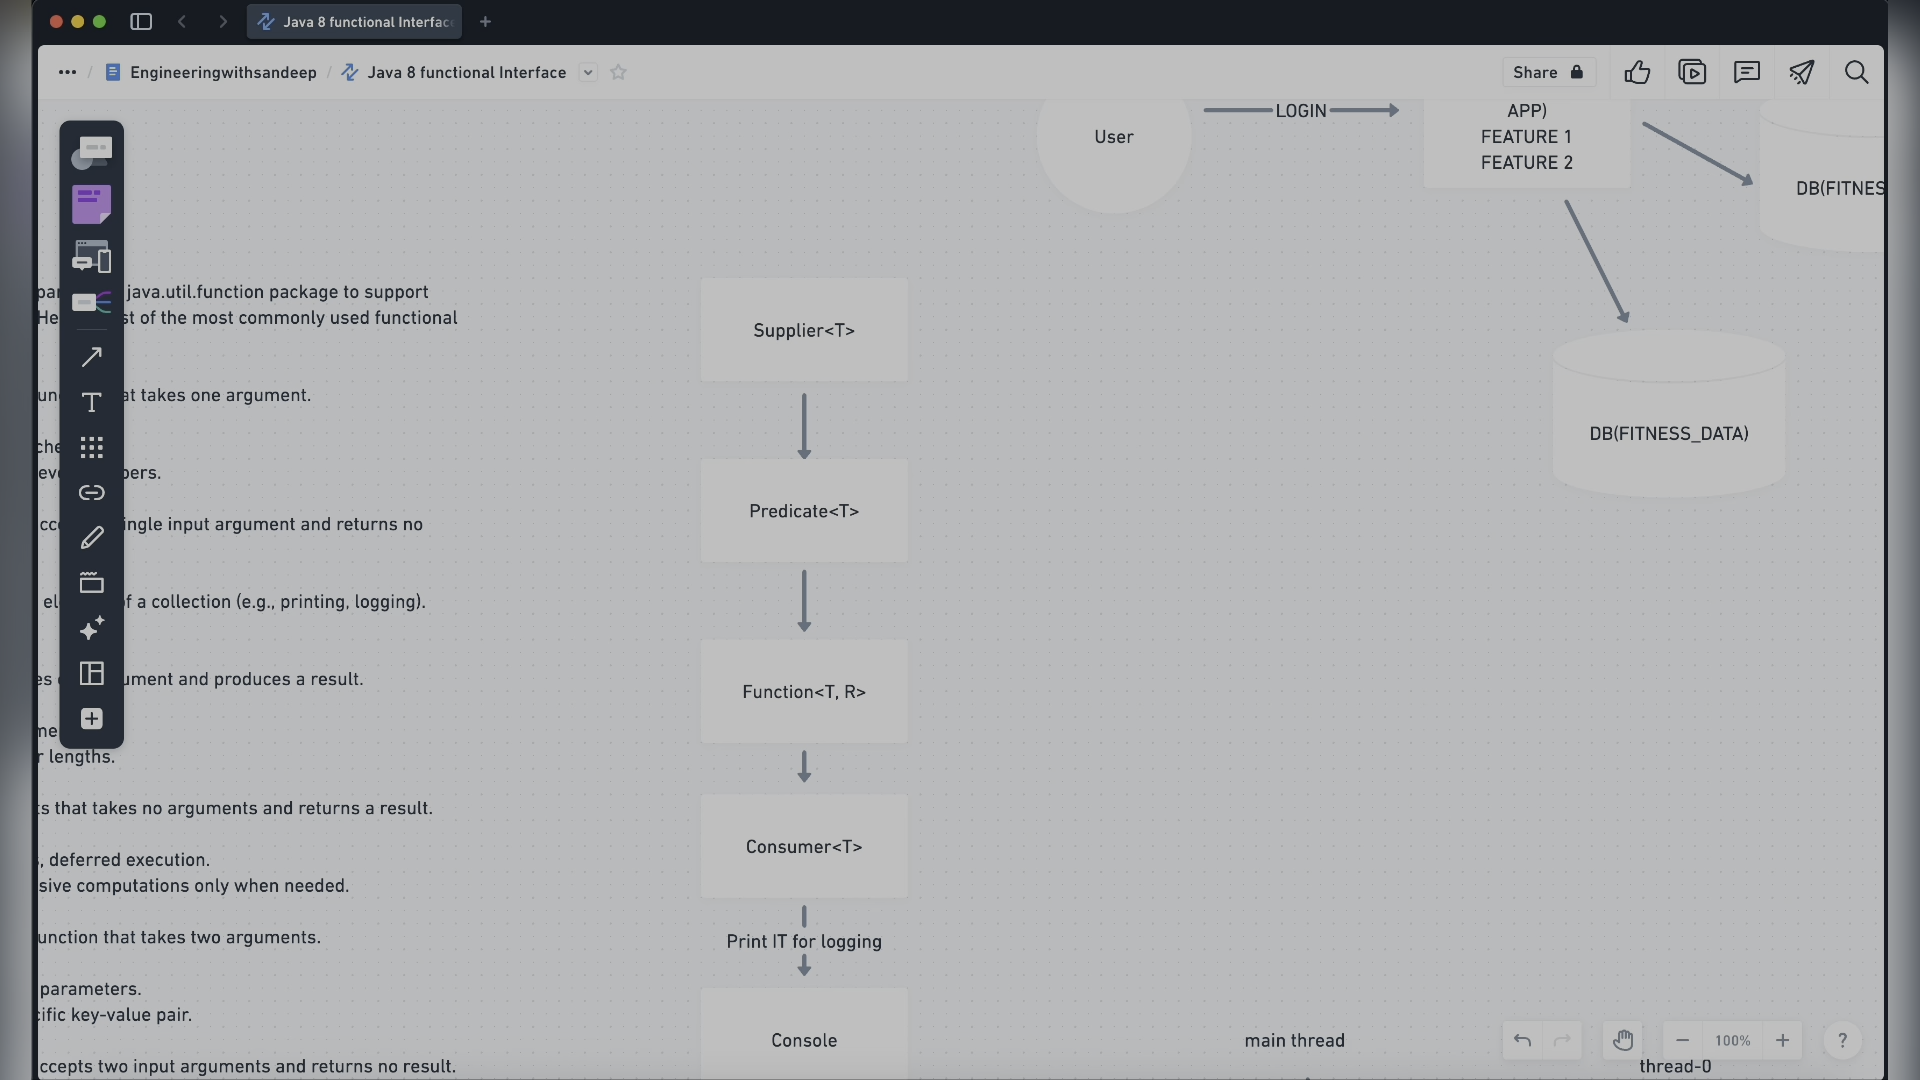 Java 8 functional Interfac
Engineeringwithsandeep / Java 8 functional Interface
Share
User
LOGIN
APP)
FEATURE 1
FEATURE 2
DB(FITNES
DB(FITNESS_DATA)
java.util.function package to support
st of the most commonly used functional
at takes one argument.
ingle input argument and returns no
f a collection (e.g., printing, logging).
ument and produces a result.
r lengths.
ts that takes no arguments and returns a result.
, deferred execution.
sive computations only when needed.
unction that takes two arguments.
parameters.
cific key-value pair.
ccepts two input arguments and returns no result.
Supplier<T>
Predicate<T>
Function<T, R>
Consumer<T>
Print IT for logging
Console
main thread
thread-0
100%
?